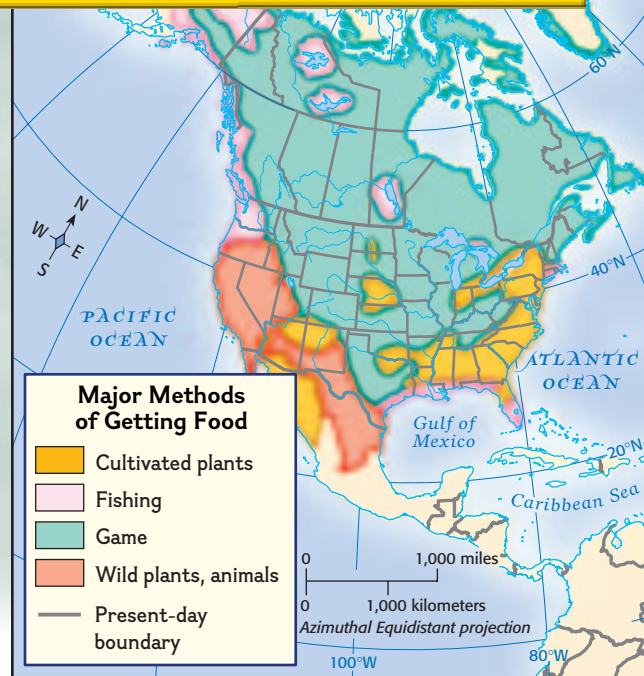 60°N
N
W
E
S
40°N
PACIFIC
OCEAN
ATLANTIC
OCEAN
Major Methods
of Getting Food
Cultivated plants
Fishing
Game
Wild plants, animals
Present-day
boundary
Gulf of
Mexico
20°N
Caribbean Sea
0
1,000 miles
0
1,000 kilometers
Azimuthal Equidistant projection
100°W
80°W